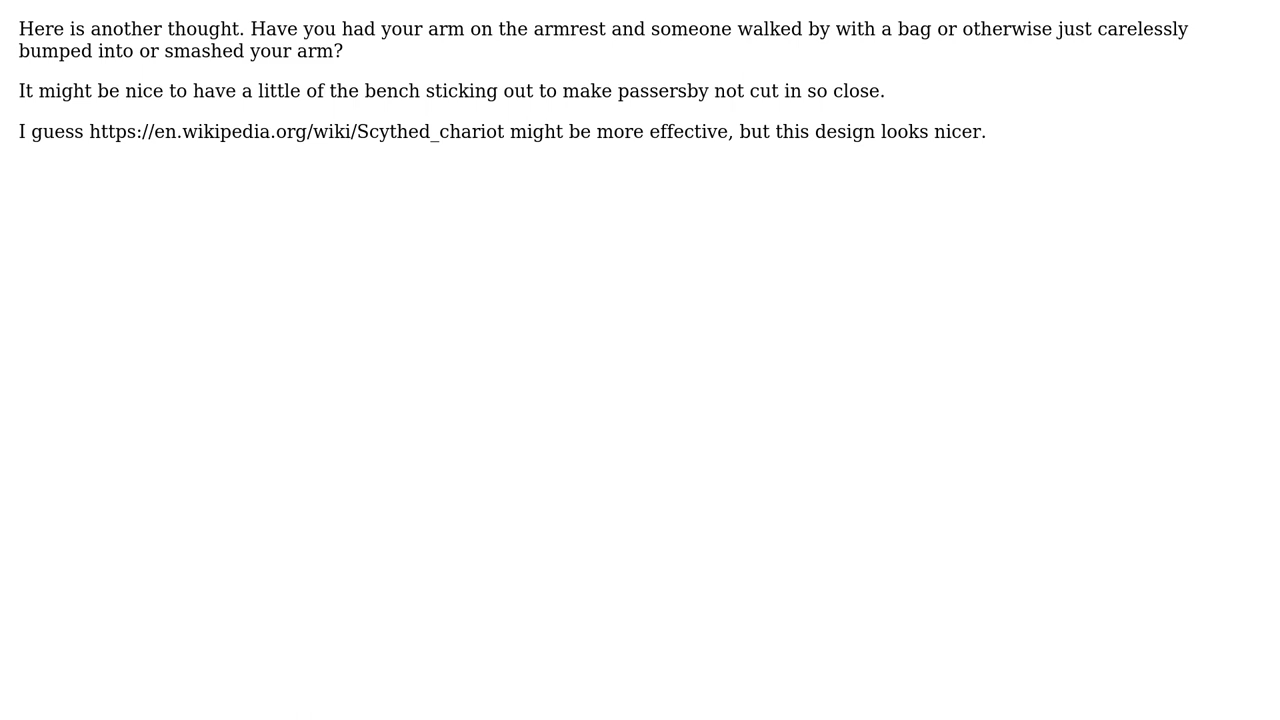 Here is another thought. Have you had your arm on the armrest and someone walked by with a bag or otherwise just carelessly
bumped into or smashed your arm?
It might be nice to have a little of the bench sticking out to make passersby not cut in so close.
I guess https://en.wikipedia.org/wiki/Scythed_chariot might be more effective, but this design looks nicer.